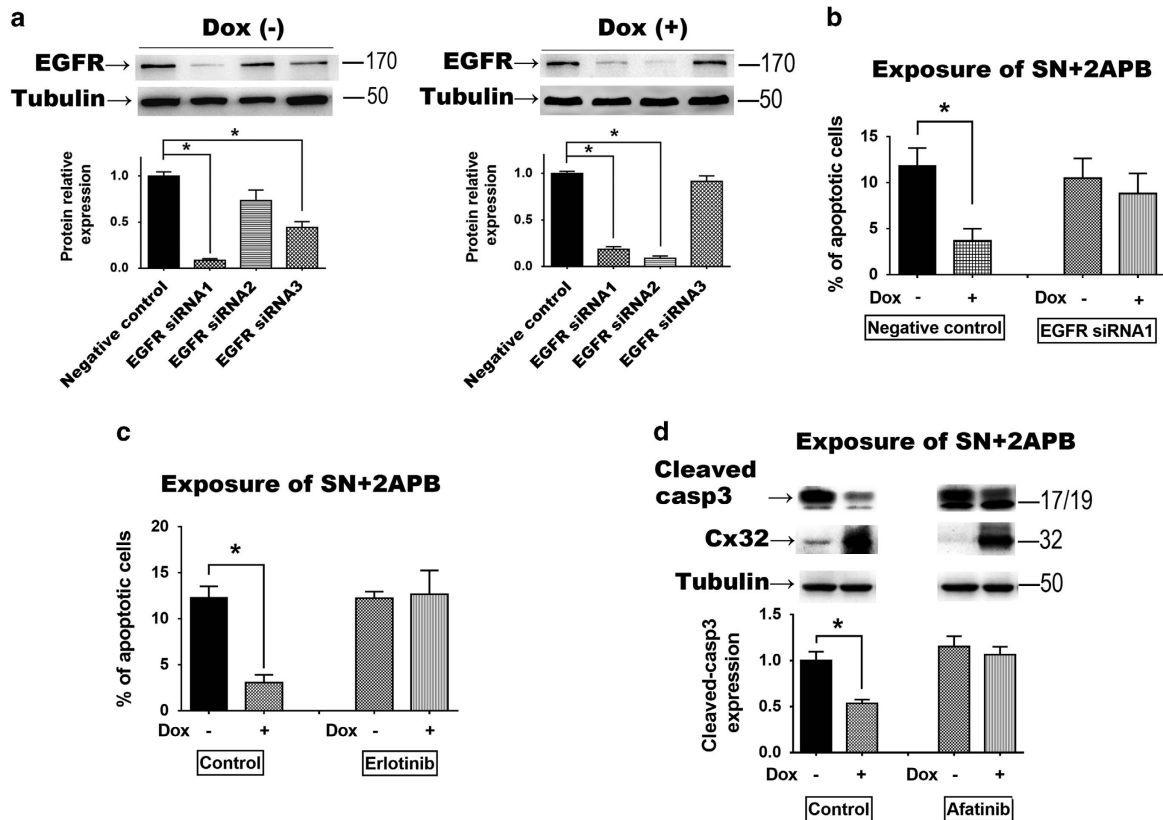 a
Dox (-)
EGFR→ —170
Tubulin→ —50
* *
Protein relative
expression
1.0
0.5
0.0
Negative control
EGFR siRNA1
EGFR siRNA2
EGFR siRNA3
Dox (+)
EGFR→ —170
Tubulin→ —50
* *
Protein relative
expression
1.0
0.5
0.0
Negative control
EGFR siRNA1
EGFR siRNA2
EGFR siRNA3
b
Exposure of SN+2APB
*
% of apoptotic cells
15
10
5
0
Dox - + Dox - +
Negative control EGFR siRNA1
c
Exposure of SN+2APB
*
% of apoptotic cells
20
15
10
5
0
Dox - + Dox - +
Control Erlotinib
d
Exposure of SN+2APB
Cleaved
casp3 → —17/19
Cx32→ —32
Tubulin→ —50
*
Cleaved-casp3
expression
1.5
1.0
0.5
0.0
Dox - + Dox - +
Control Afatinib